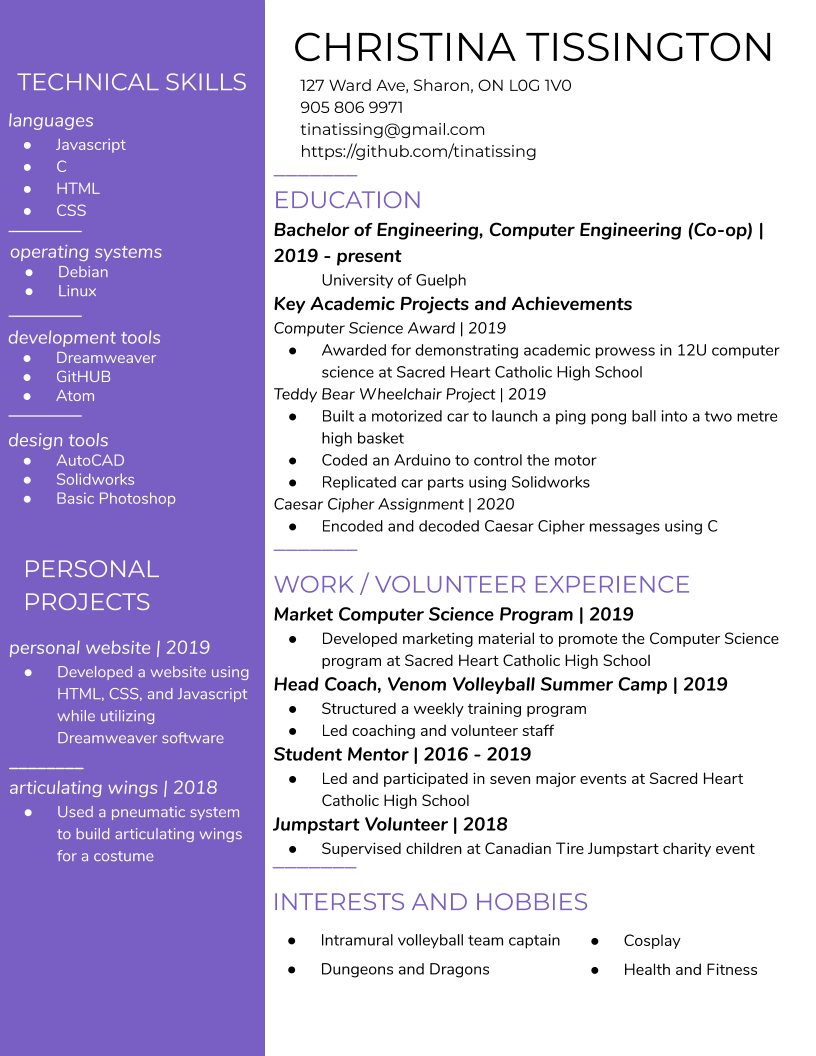 TECHNICAL SKILLS
languages
● Javascript
● C
● HTML
● CSS
operating systems
● Debian
● Linux
development tools
● Dreamweaver
● GitHUB
● Atom
design tools
● AutoCAD
● Solidworks
● Basic Photoshop
PERSONAL
PROJECTS
personal website | 2019
● Developed a website using
HTML, CSS, and Javascript
while utilizing
Dreamweaver software
articulating wings | 2018
● Used a pneumatic system
to build articulating wings
for a costume
CHRISTINA TISSINGTON
127 Ward Ave, Sharon, ON L0G 1V0
905 806 9971
tinatissing@gmail.com
https://github.com/tinatissing
EDUCATION
Bachelor of Engineering, Computer Engineering (Co-op) |
2019 - present
University of Guelph
Key Academic Projects and Achievements
Computer Science Award | 2019
● Awarded for demonstrating academic prowess in 12U computer
science at Sacred Heart Catholic High School
Teddy Bear Wheelchair Project | 2019
● Built a motorized car to launch a ping pong ball into a two metre
high basket
● Coded an Arduino to control the motor
● Replicated car parts using Solidworks
Caesar Cipher Assignment | 2020
● Encoded and decoded Caesar Cipher messages using C
WORK / VOLUNTEER EXPERIENCE
Market Computer Science Program | 2019
● Developed marketing material to promote the Computer Science
program at Sacred Heart Catholic High School
Head Coach, Venom Volleyball Summer Camp | 2019
● Structured a weekly training program
● Led coaching and volunteer staff
Student Mentor | 2016 - 2019
● Led and participated in seven major events at Sacred Heart
Catholic High School
Jumpstart Volunteer | 2018
● Supervised children at Canadian Tire Jumpstart charity event
INTERESTS AND HOBBIES
● Intramural volleyball team captain
● Dungeons and Dragons
● Cosplay
● Health and Fitness